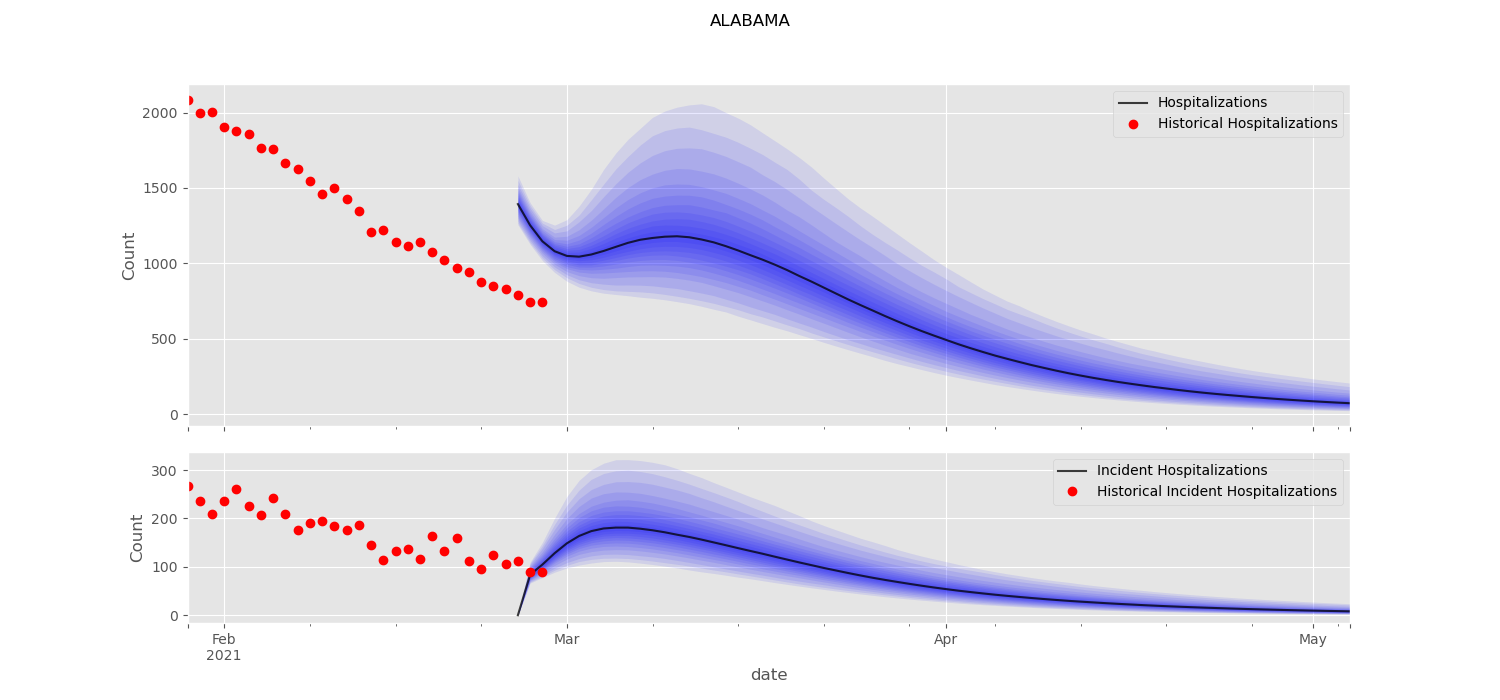 ALABAMA
Hospitalizations
Historical Hospitalizations
2000
1500
1000
500
0
Count
Incident Hospitalizations
Historical Incident Hospitalizations
300
200
100
0
Count
Feb
2021
Mar
Apr
May
date